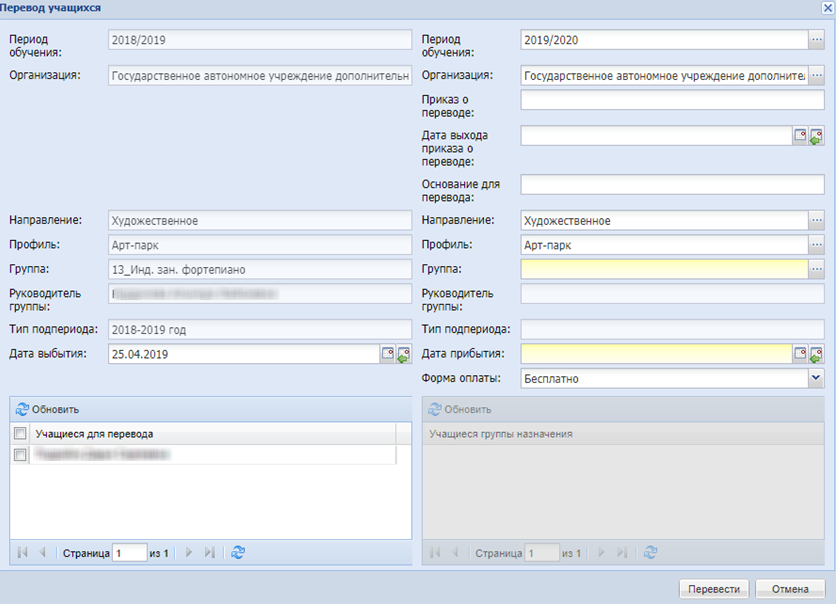 Перевод учащихся
Период обучения:
2018/2019
Организация:
Государственное автономное учреждение дополнительн
Направление:
Художественное
Профиль:
Арт-парк
Группа:
13_Инд. зан. фортепиано
Руководитель группы:
Тип подпериода:
2018-2019 год
Дата выбытия:
25.04.2019
Обновить
Учащиеся для перевода
Страница 1 из 1
Период обучения:
2019/2020
Организация:
Государственное автономное учреждение дополните
Приказ о переводе:
Дата выхода приказа о переводе:
Основание для перевода:
Направление:
Художественное
Профиль:
Арт-парк
Группа:
Руководитель группы:
Тип подпериода:
Дата прибытия:
Форма оплаты:
Бесплатно
Обновить
Учащиеся группы назначения
Страница 1 из 1
Перевести
Отмена